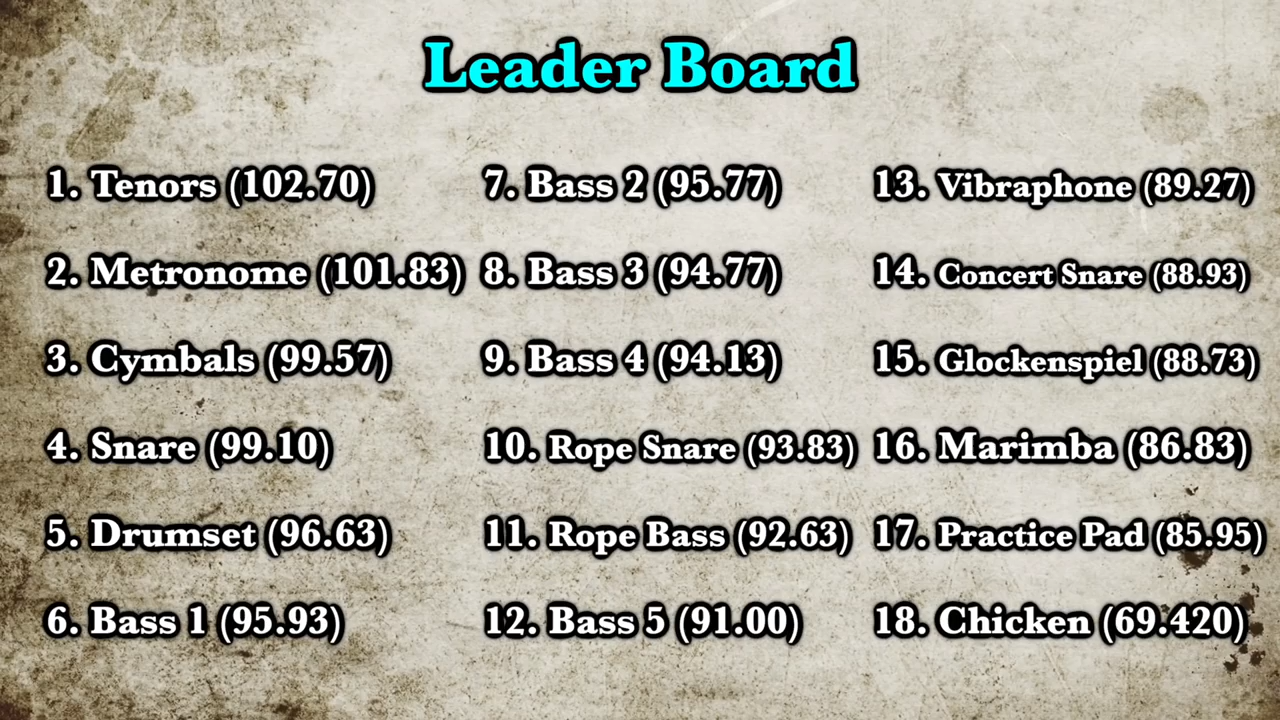 Leader Board
1. Tenors (102.70)
2. Metronome (101.83)
3. Cymbals (99.57)
4. Snare (99.10)
5. Drumset (96.63)
6. Bass 1 (95.93)
7. Bass 2 (95.77)
8. Bass 3 (94.77)
9. Bass 4 (94.13)
10. Rope Snare (93.83)
11. Rope Bass (92.63)
12. Bass 5 (91.00)
13. Vibraphone (89.27)
14. Concert Snare (88.93)
15. Glockenspiel (88.73)
16. Marimba (86.83)
17. Practice Pad (85.95)
18. Chicken (69.420)